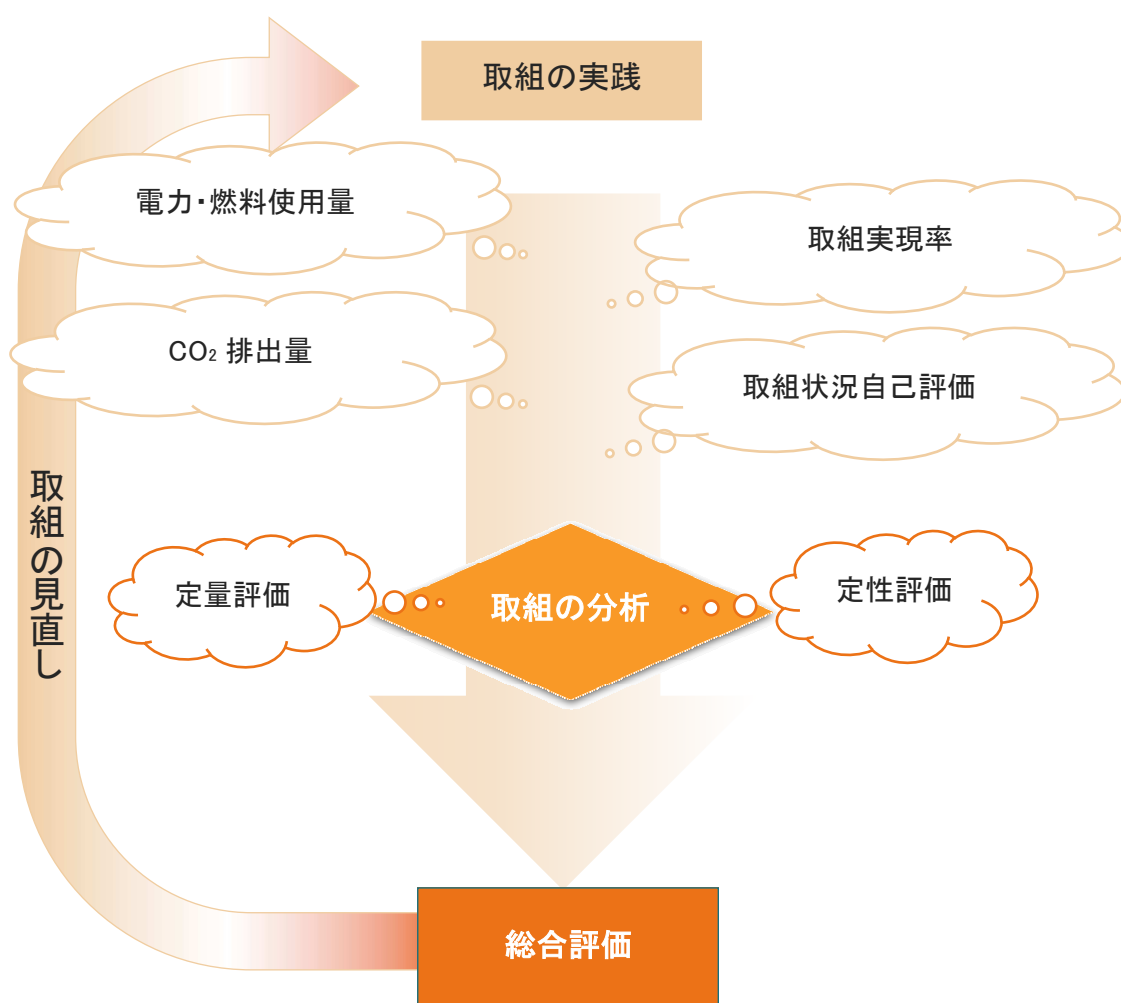 取組の実践
電力・燃料使用量
取組実現率
CO₂ 排出量
取組状況自己評価
取組の見直し
定量評価
取組の分析
定性評価
総合評価